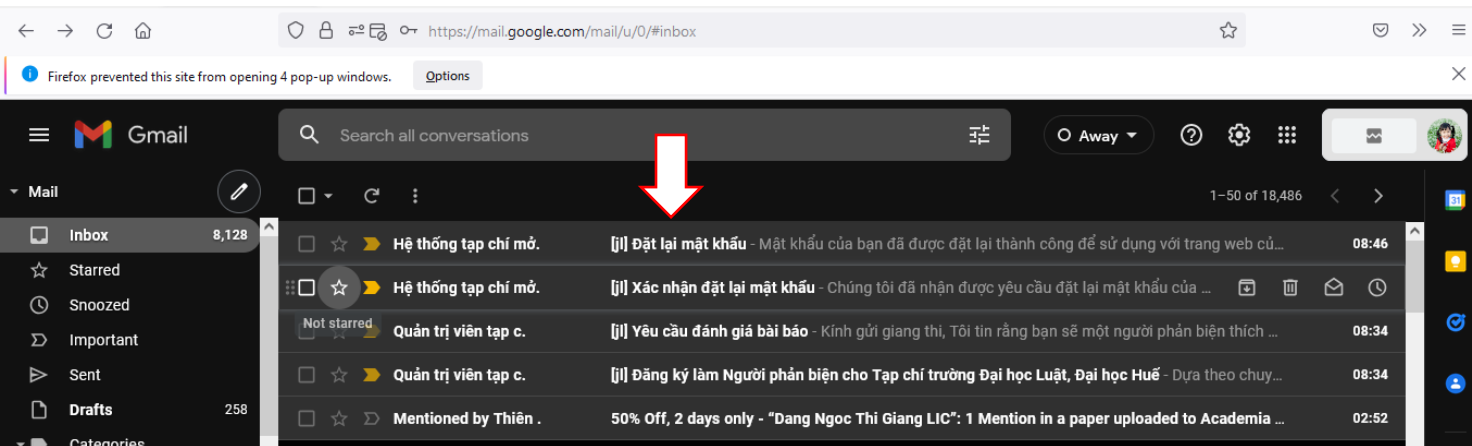 https://mail.google.com/mail/u/0/#inbox
Firefox prevented this site from opening 4 pop-up windows. Options
Gmail
Search all conversations
Away
Mail
1–50 of 18,486
31
Inbox 8,128
Hệ thống tạp chí mở. [jl] Đặt lại mật khẩu - Mật khẩu của bạn đã được đặt lại thành công để sử dụng với trang web củ… 08:46
Starred
Hệ thống tạp chí mở. [jl] Xác nhận đặt lại mật khẩu - Chúng tôi đã nhận được yêu cầu đặt lại mật khẩu của ...
Snoozed
Not starred
Quản trị viên tạp c. [jl] Yêu cầu đánh giá bài báo - Kính gửi giang thi, Tôi tin rằng bạn sẽ một người phản biện thích ... 08:34
Important
Sent
Quản trị viên tạp c. [jl] Đăng ký làm Người phản biện cho Tạp chí trường Đại học Luật, Đại học Huế - Dựa theo chuy… 08:34
Drafts 258
Mentioned by Thiên . 50% Off, 2 days only - “Dang Ngoc Thi Giang LIC”: 1 Mention in a paper uploaded to Academia ... 02:52
Categories